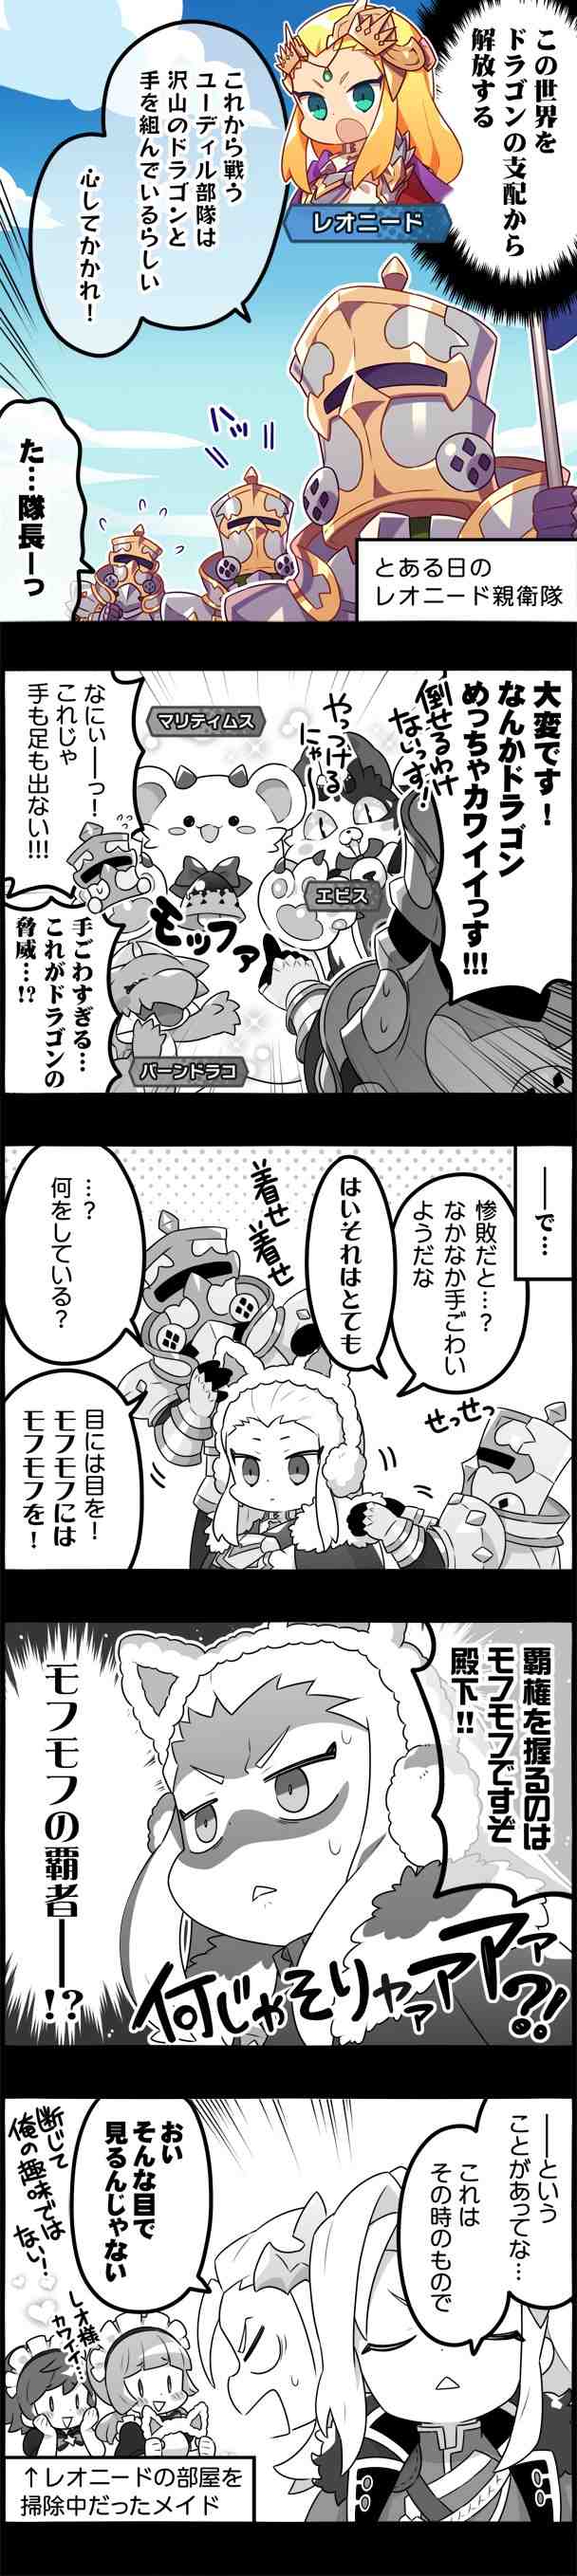 この世界を
ドラゴンの支配から
解放する
レオニード
これから戦う
ユーディル部隊は
沢山のドラゴンと
手を組んでいるらしい
心してかかれ！
ハッ
た…隊長ーっ
とある日の
レオニード親衛隊
大変です！
なんかドラゴン
めっちゃカワイイっす!!!
倒せるわけ
ないっす！
やっつける
にゃー
マリティムス
エビス
なにぃーーっ！
これじゃ
手も足も出ない!!!
モッファ
手ごわすぎる…
これがドラゴンの
脅威…!?
バーンドラコ
──で…
惨敗だと…？
なかなか手ごわい
ようだな
はいそれはとても
着せ
着せ
せっせっ
…？
何をしている？
目には目を！
モフモフには
モフモフを！
覇権を握るのは
モフモフですぞ
殿下!!
モフモフの覇者──!?
何じゃそりゃァァアアァァ?!
──という
ことがあってな…
これは
その時のもので
おい
そんな目で
見るんじゃない
断じて
俺の趣味では
ない！
レオ様
カワイイ…
↑レオニードの部屋を
掃除中だったメイド